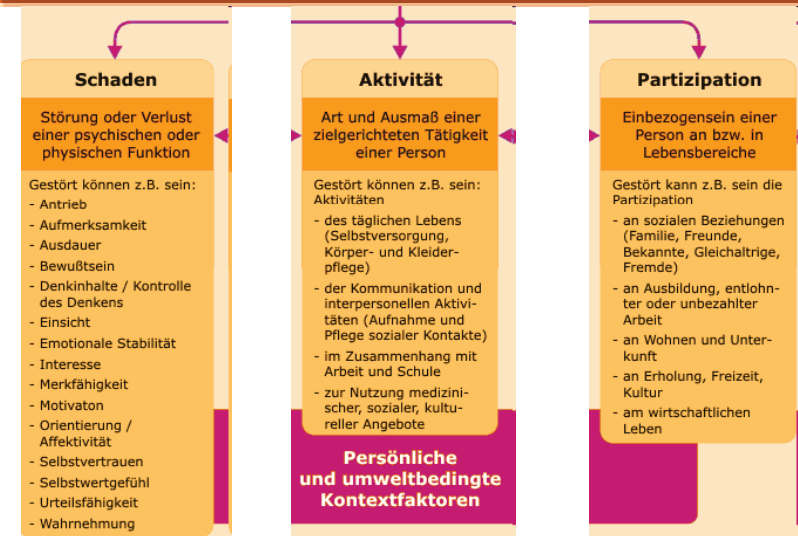 Schaden
Störung oder Verlust
einer psychischen oder
physischen Funktion
Gestört können z.B. sein:
- Antrieb
- Aufmerksamkeit
- Ausdauer
- Bewußtsein
- Denkinhalte / Kontrolle
des Denkens
- Einsicht
- Emotionale Stabilität
- Interesse
- Merkfähigkeit
- Motivaton
- Orientierung /
Affektivität
- Selbstvertrauen
- Selbstwertgefühl
- Urteilsfähigkeit
- Wahrnehmung
Aktivität
Art und Ausmaß einer
zielgerichteten Tätigkeit
einer Person
Gestört können z.B. sein:
Aktivitäten
- des täglichen Lebens
(Selbstversorgung,
Körper- und Kleider-
pflege)
- der Kommunikation und
interpersonellen Aktivi-
täten (Aufnahme und
Pflege sozialer Kontakte)
- im Zusammenhang mit
Arbeit und Schule
- zur Nutzung medizini-
scher, sozialer, kultu-
reller Angebote
Persönliche
und umweltbedingte
Kontextfaktoren
Partizipation
Einbezogensein einer
Person an bzw. in
Lebensbereiche
Gestört kann z.B. sein die
Partizipation
- an sozialen Beziehungen
(Familie, Freunde,
Bekannte, Gleichaltrige,
Fremde)
- an Ausbildung, entlohn-
ter oder unbezahlter
Arbeit
- an Wohnen und Unter-
kunft
- an Erholung, Freizeit,
Kultur
- am wirtschaftlichen
Leben